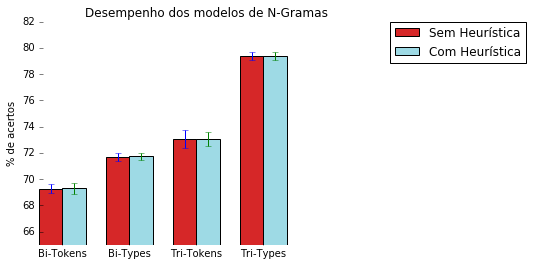 Desempenho dos modelos de N-Gramas
Sem Heurística
Com Heurística
% de acertos
82
80
78
76
74
72
70
68
66
Bi-Tokens Bi-Types Tri-Tokens Tri-Types